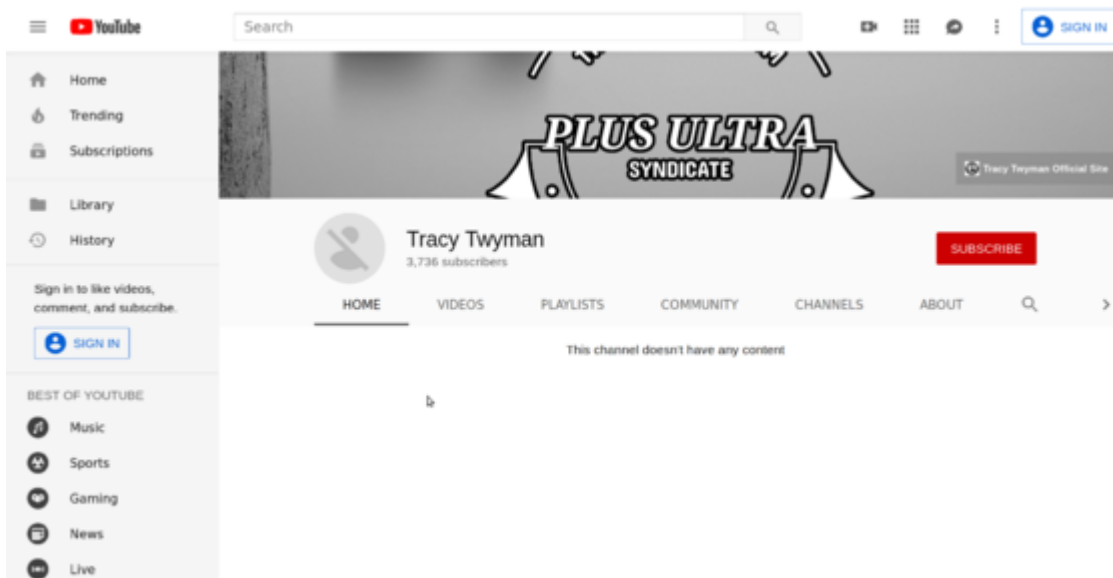 YouTube
Search
SIGN IN
Home
Trending
Subscriptions
Library
History
Sign in to like videos,
comment, and subscribe.
SIGN IN
BEST OF YOUTUBE
Music
Sports
Gaming
News
Live
PLUS ULTRA
SYNDICATE
Tracy Twyman Official Site
Tracy Twyman
3,736 subscribers
SUBSCRIBE
HOME VIDEOS PLAYLISTS COMMUNITY CHANNELS ABOUT
This channel doesn't have any content